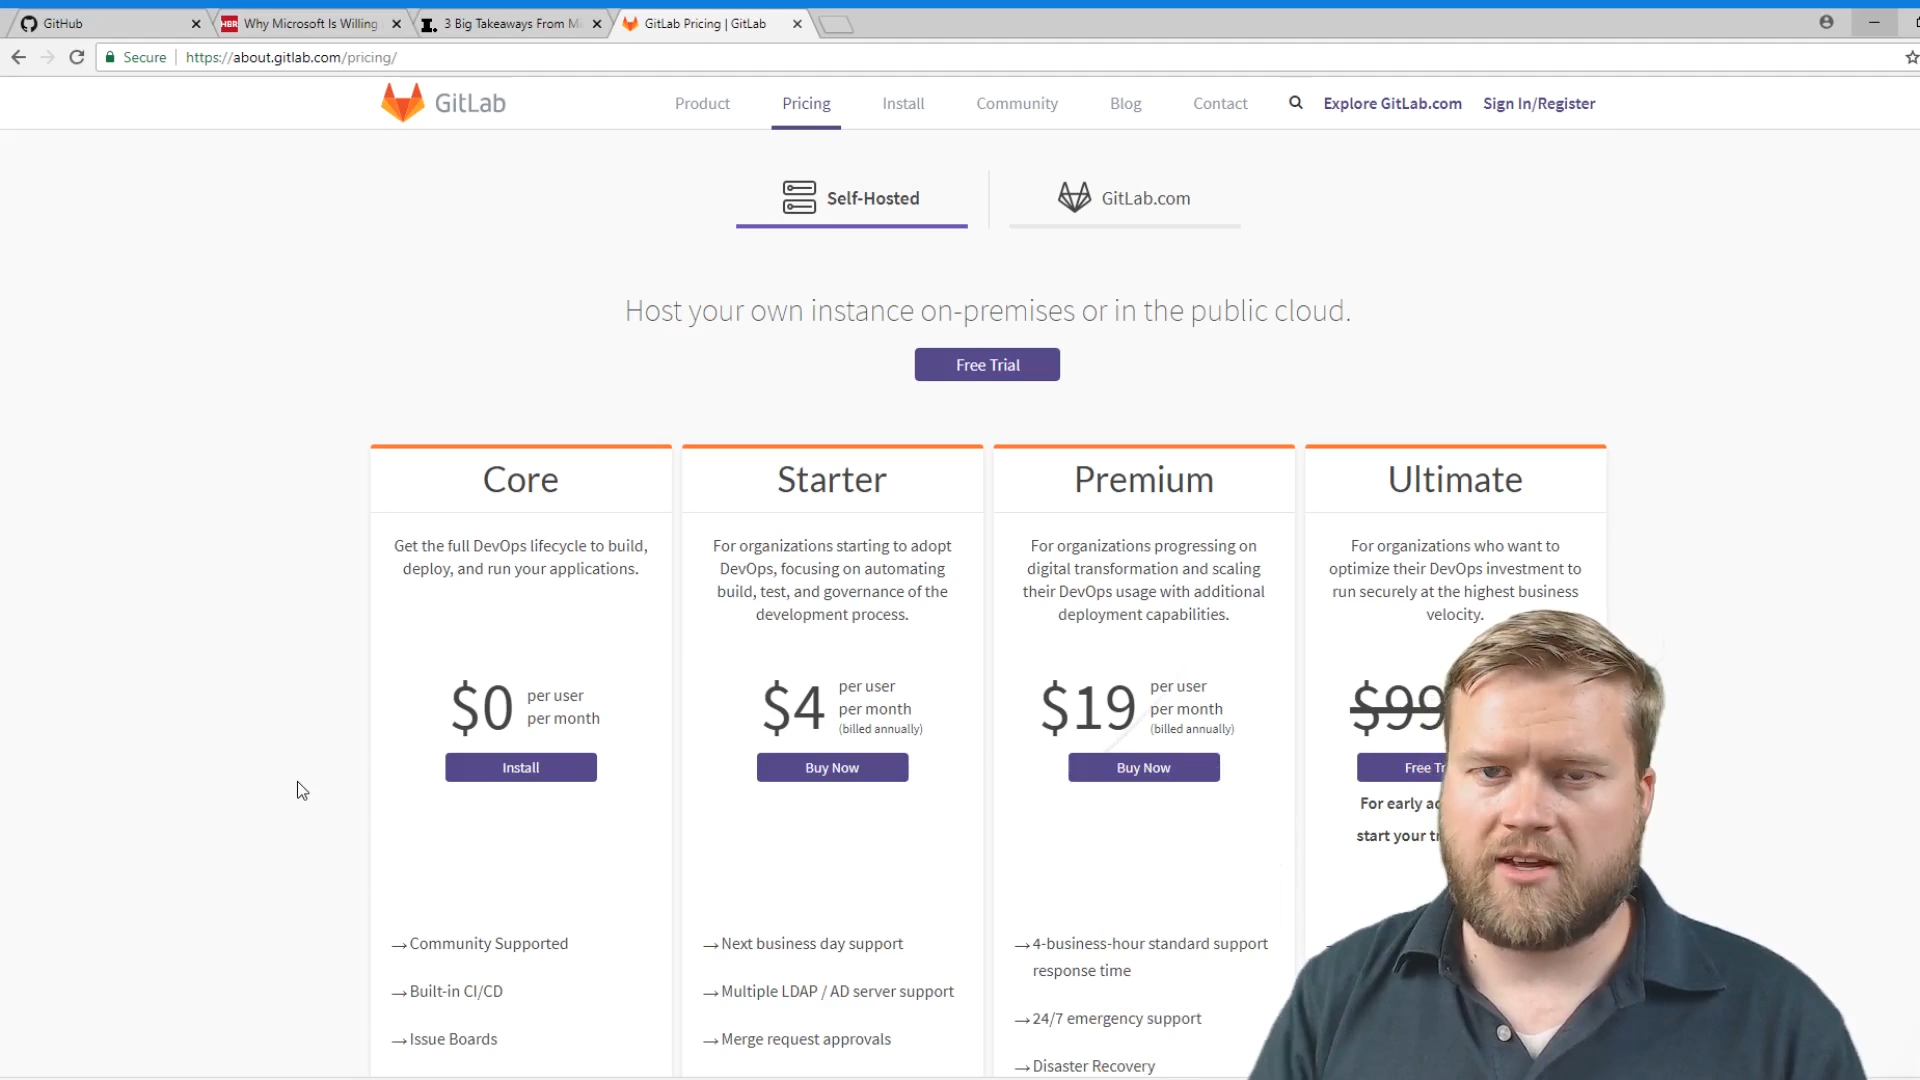 GitHub
HBR Why Microsoft Is Willing
3 Big Takeaways From Mi
GitLab Pricing | GitLab
Secure
https://about.gitlab.com/pricing/
GitLab
Product
Pricing
Install
Community
Blog
Contact
Explore GitLab.com
Sign In/Register
Self-Hosted
GitLab.com
Host your own instance on-premises or in the public cloud.
Free Trial
Core
Get the full DevOps lifecycle to build,
deploy, and run your applications.
$0
per user
per month
Install
→Community Supported
→Built-in CI/CD
→Issue Boards
Starter
For organizations starting to adopt
DevOps, focusing on automating
build, test, and governance of the
development process.
$4
per user
per month
(billed annually)
Buy Now
→Next business day support
→Multiple LDAP / AD server support
→Merge request approvals
Premium
For organizations progressing on
digital transformation and scaling
their DevOps usage with additional
deployment capabilities.
$19
per user
per month
(billed annually)
Buy Now
→4-business-hour standard support
response time
→24/7 emergency support
→Disaster Recovery
Ultimate
For organizations who want to
optimize their DevOps investment to
run securely at the highest business
velocity.
$99
Free Tr
For early ad
start your tr